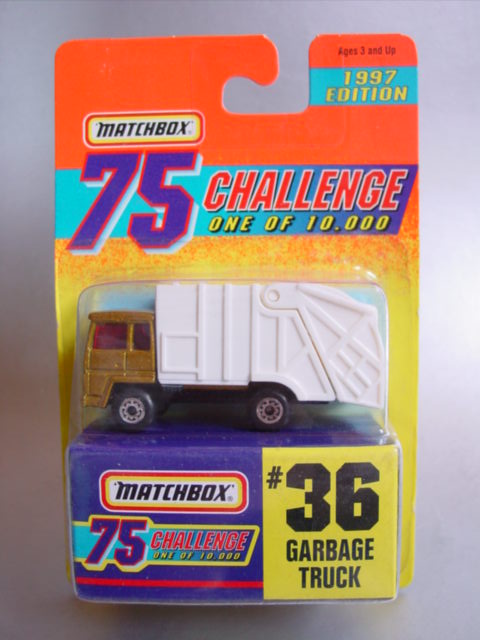 Ages 3 and Up
1997
EDITION
"MATCHBOX"®
75 CHALLENGE
ONE OF 10.000
"MATCHBOX"®
75 CHALLENGE
ONE OF 10.000
#36
GARBAGE
TRUCK